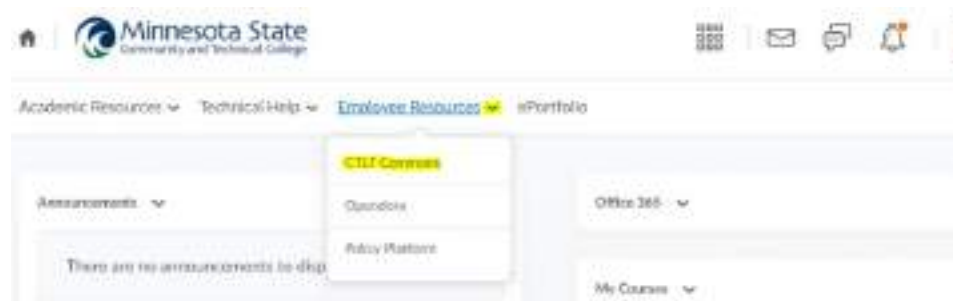 Minnesota State
Community and Technical College
Academic Resources Technical Help Employee Resources ePortfolio
CTLT Commons
Announcements
Office 365
Policy Platform
There are no announcements to disp
My Courses